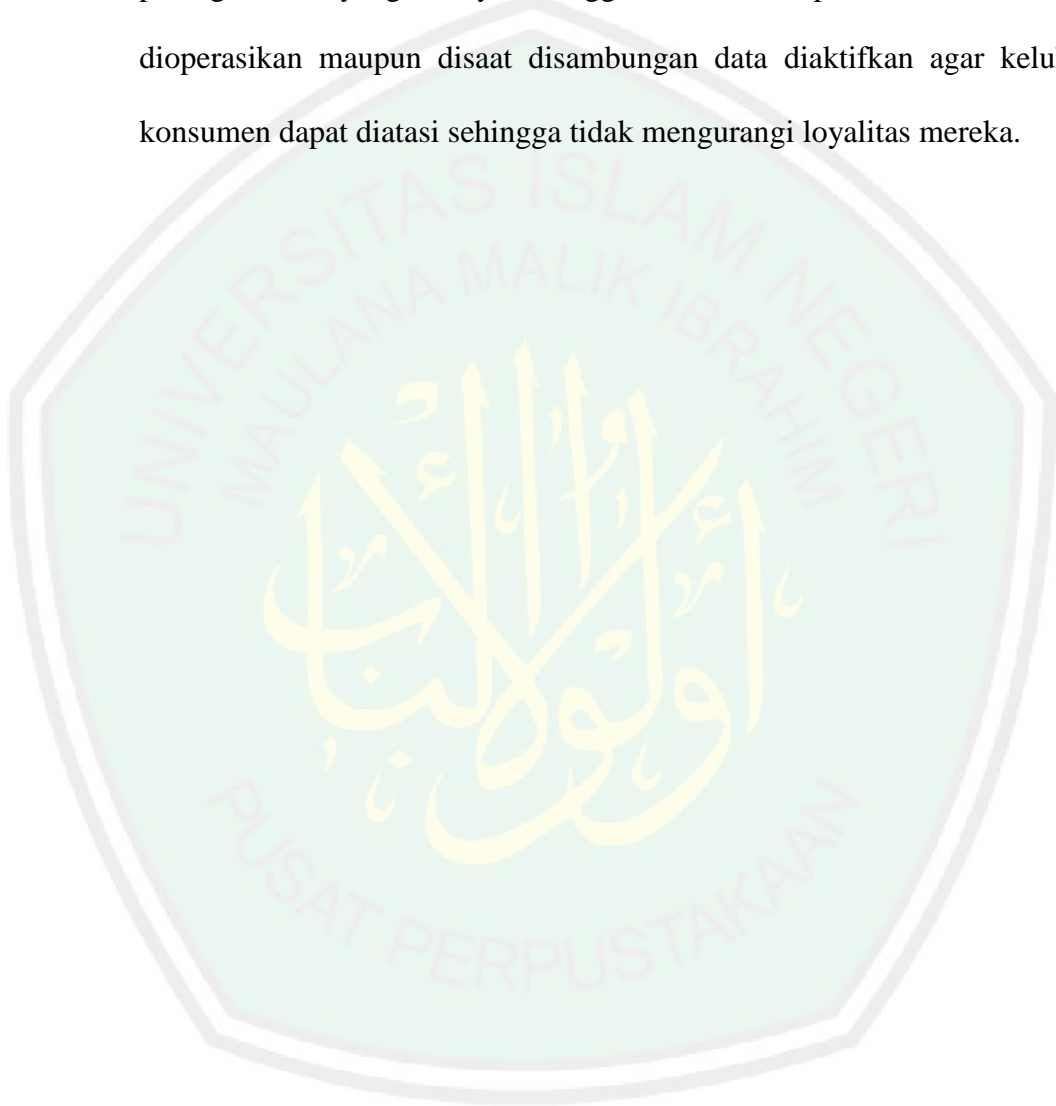 dioperasikan maupun disaat disambungan data diaktifkan agar kelu
konsumen dapat diatasi sehingga tidak mengurangi loyalitas mereka.
UNIVERSITAS ISLAM NEGERI
MAULANA MALIK IBRAHIM
أولو الألباب
PUSAT PERPUSTAKAAN